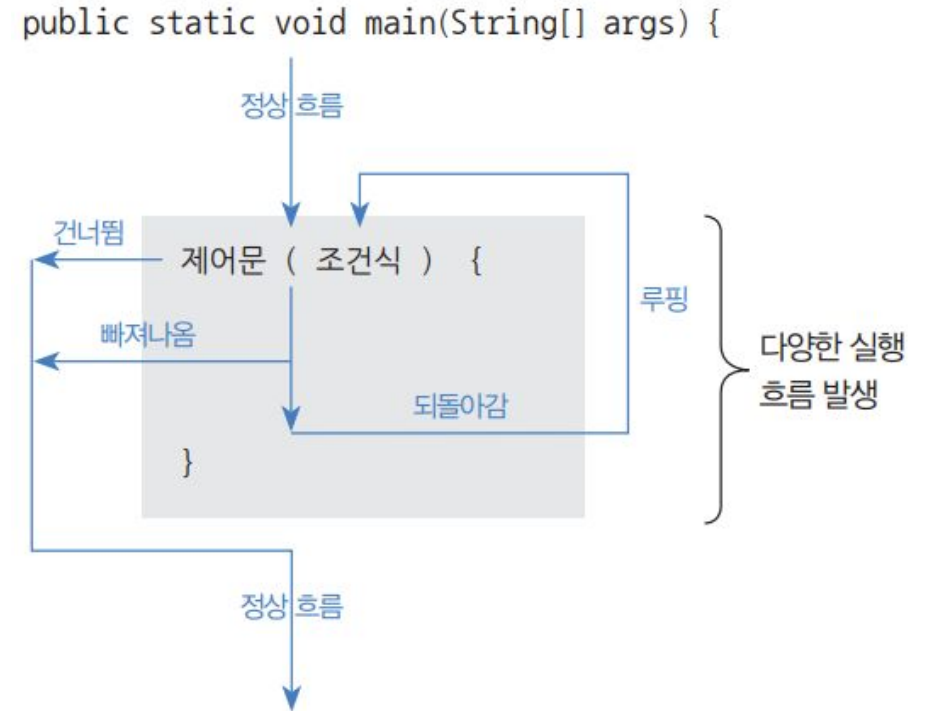 public static void main(String[] args) {
정상 흐름
건너뜀
제어문 ( 조건식 ) {
루핑
빠져나옴
다양한 실행
흐름 발생
되돌아감
}
정상 흐름